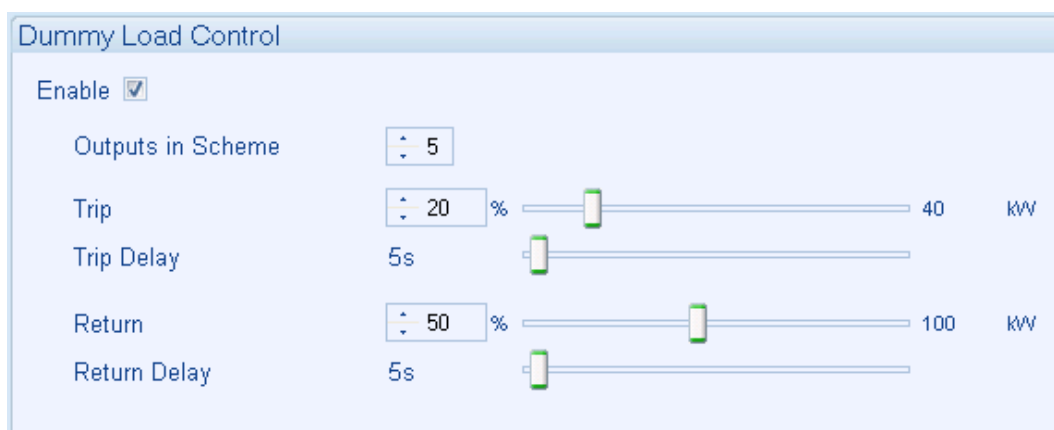 Dummy Load Control
Enable
Outputs in Scheme 5
Trip 20 % 40 kW
Trip Delay 5s
Return 50 % 100 kW
Return Delay 5s